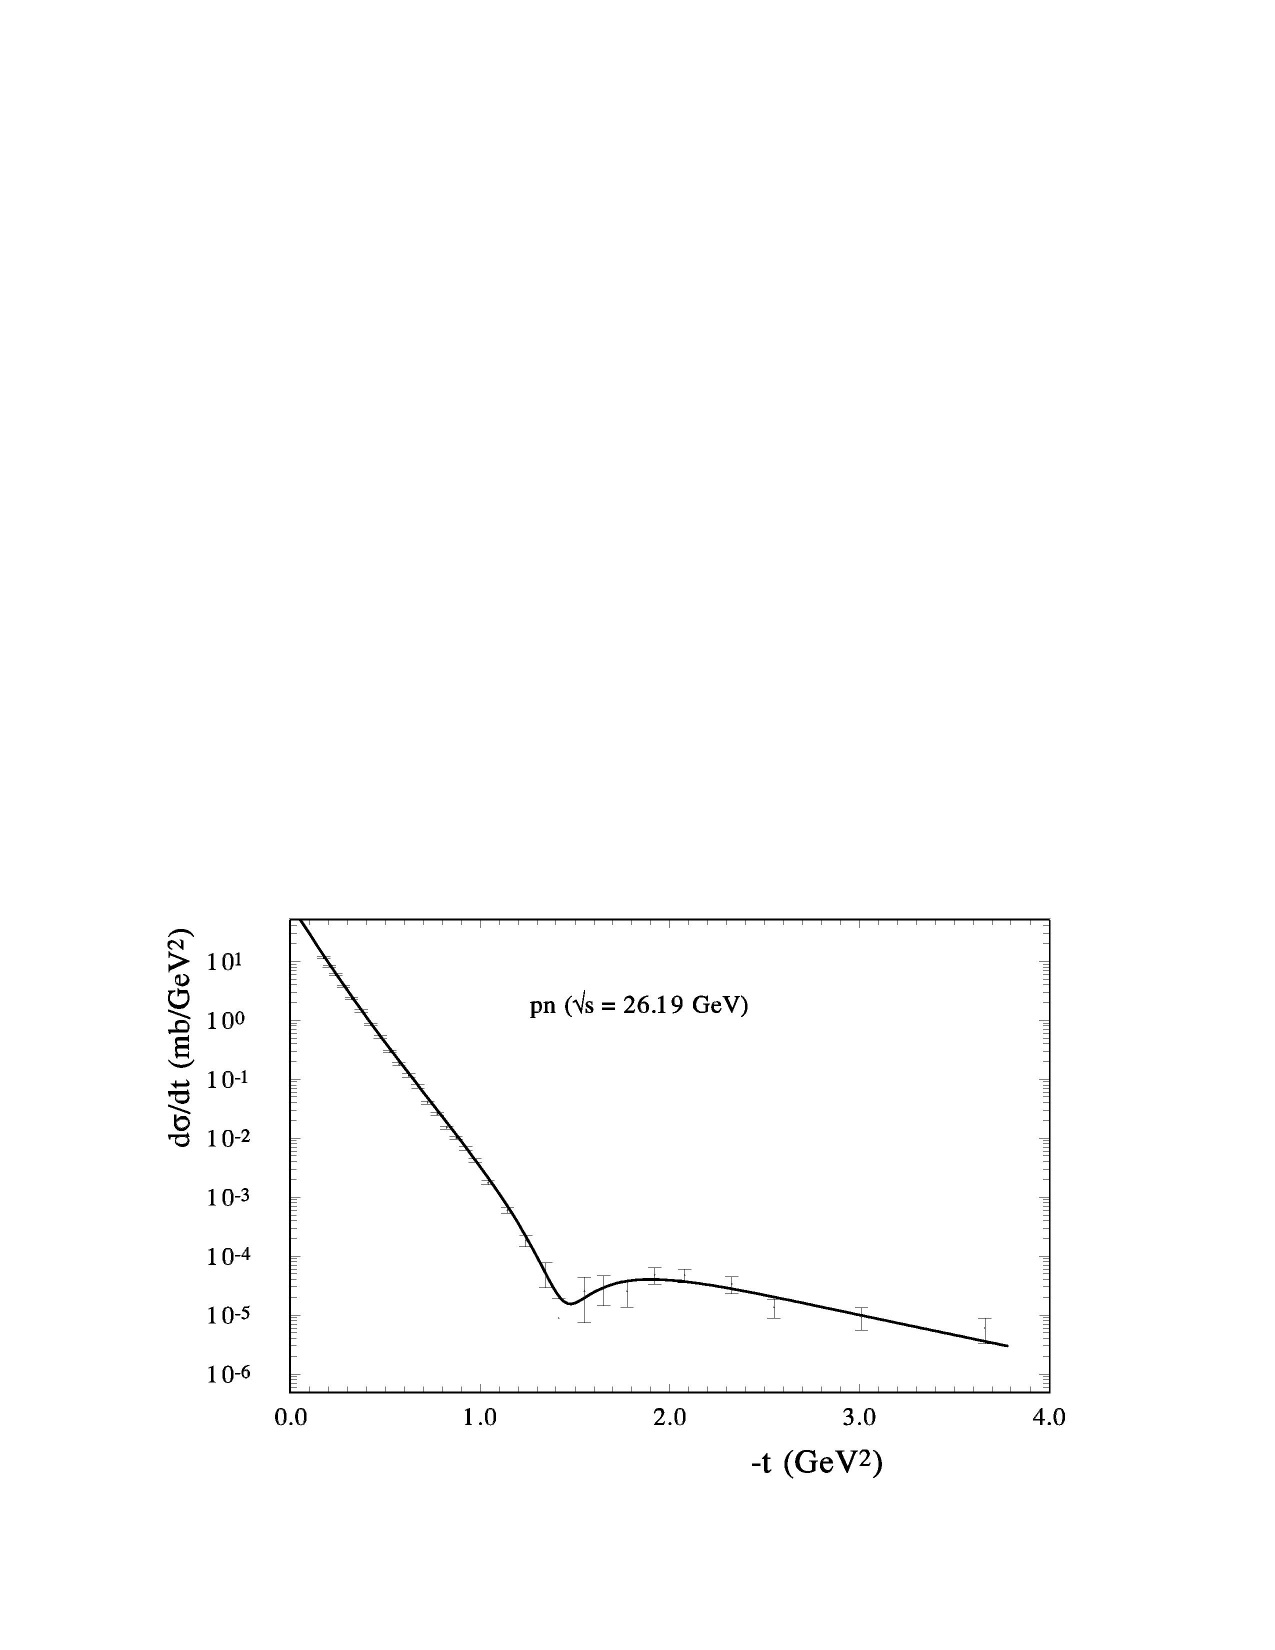 dσ/dt (mb/GeV²)
10¹
10⁰
10⁻¹
10⁻²
10⁻³
10⁻⁴
10⁻⁵
10⁻⁶
pn (√s = 26.19 GeV)
0.0 1.0 2.0 3.0 4.0
-t (GeV²)